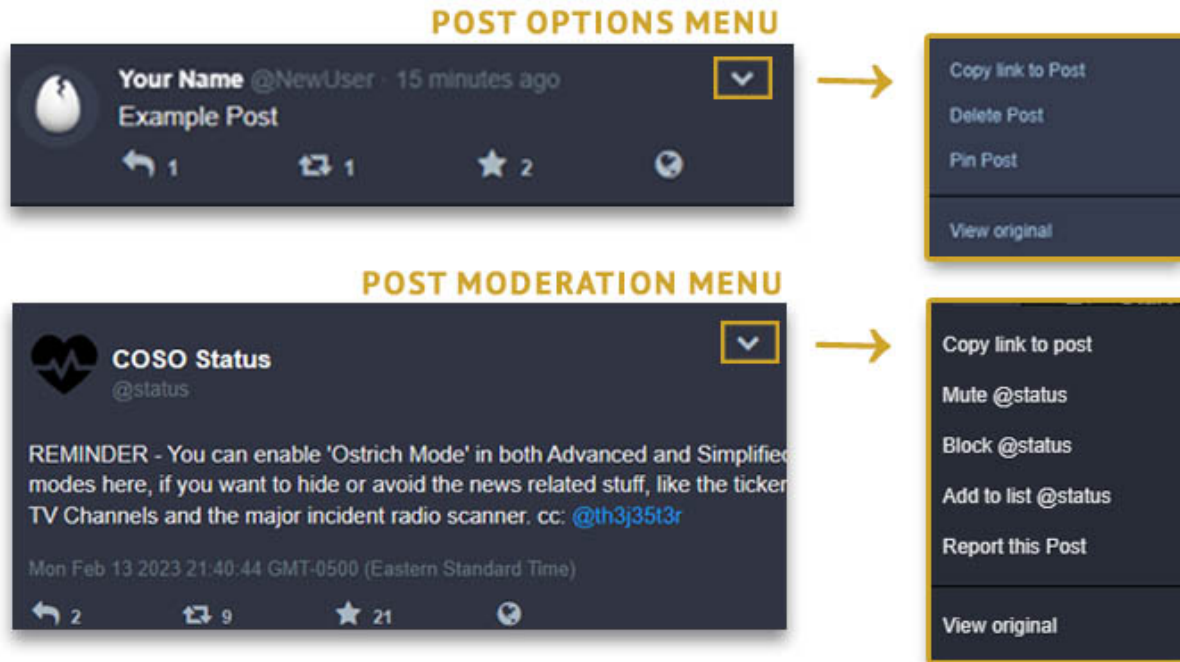 POST OPTIONS MENU
Your Name @NewUser · 15 minutes ago
Example Post
1
1
2
Copy link to Post
Delete Post
Pin Post
View original
POST MODERATION MENU
COSO Status
@status
REMINDER - You can enable 'Ostrich Mode' in both Advanced and Simplified
modes here, if you want to hide or avoid the news related stuff, like the ticker
TV Channels and the major incident radio scanner. cc: @th3j35t3r
Mon Feb 13 2023 21:40:44 GMT-0500 (Eastern Standard Time)
2
9
21
Copy link to post
Mute @status
Block @status
Add to list @status
Report this Post
View original